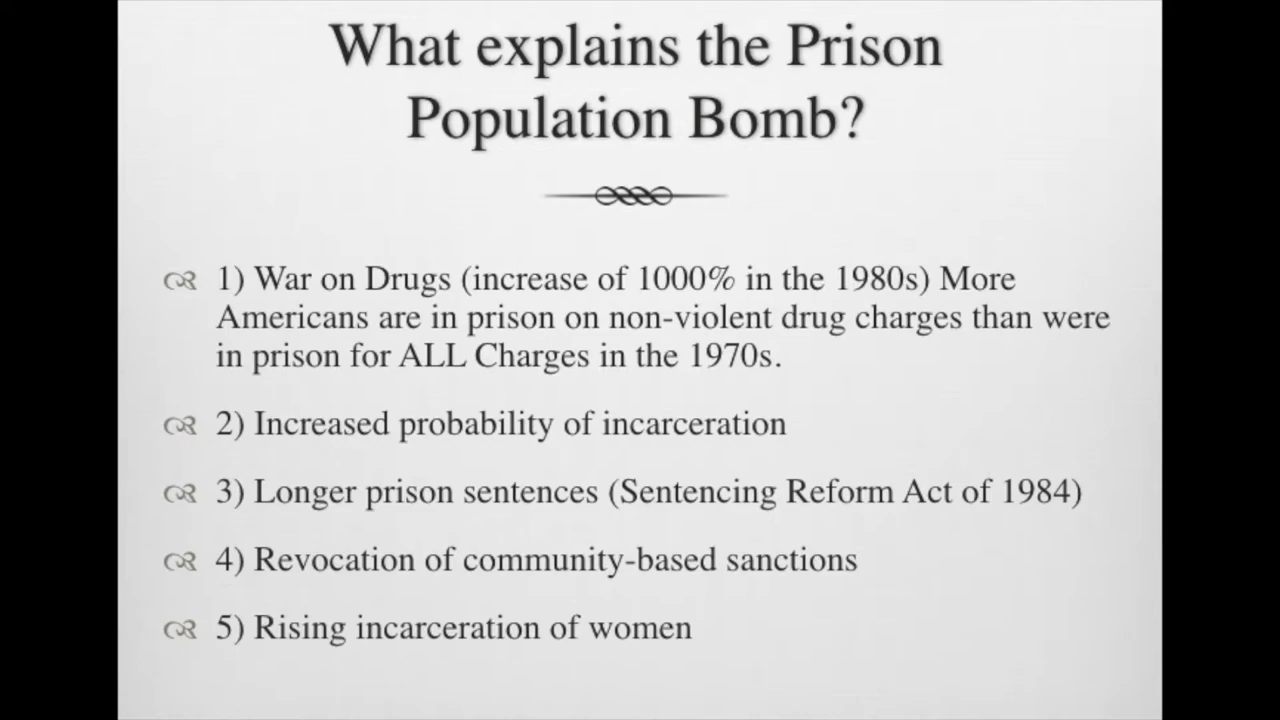 What explains the Prison
Population Bomb?
1) War on Drugs (increase of 1000% in the 1980s) More
Americans are in prison on non-violent drug charges than were
in prison for ALL Charges in the 1970s.
2) Increased probability of incarceration
3) Longer prison sentences (Sentencing Reform Act of 1984)
4) Revocation of community-based sanctions
5) Rising incarceration of women